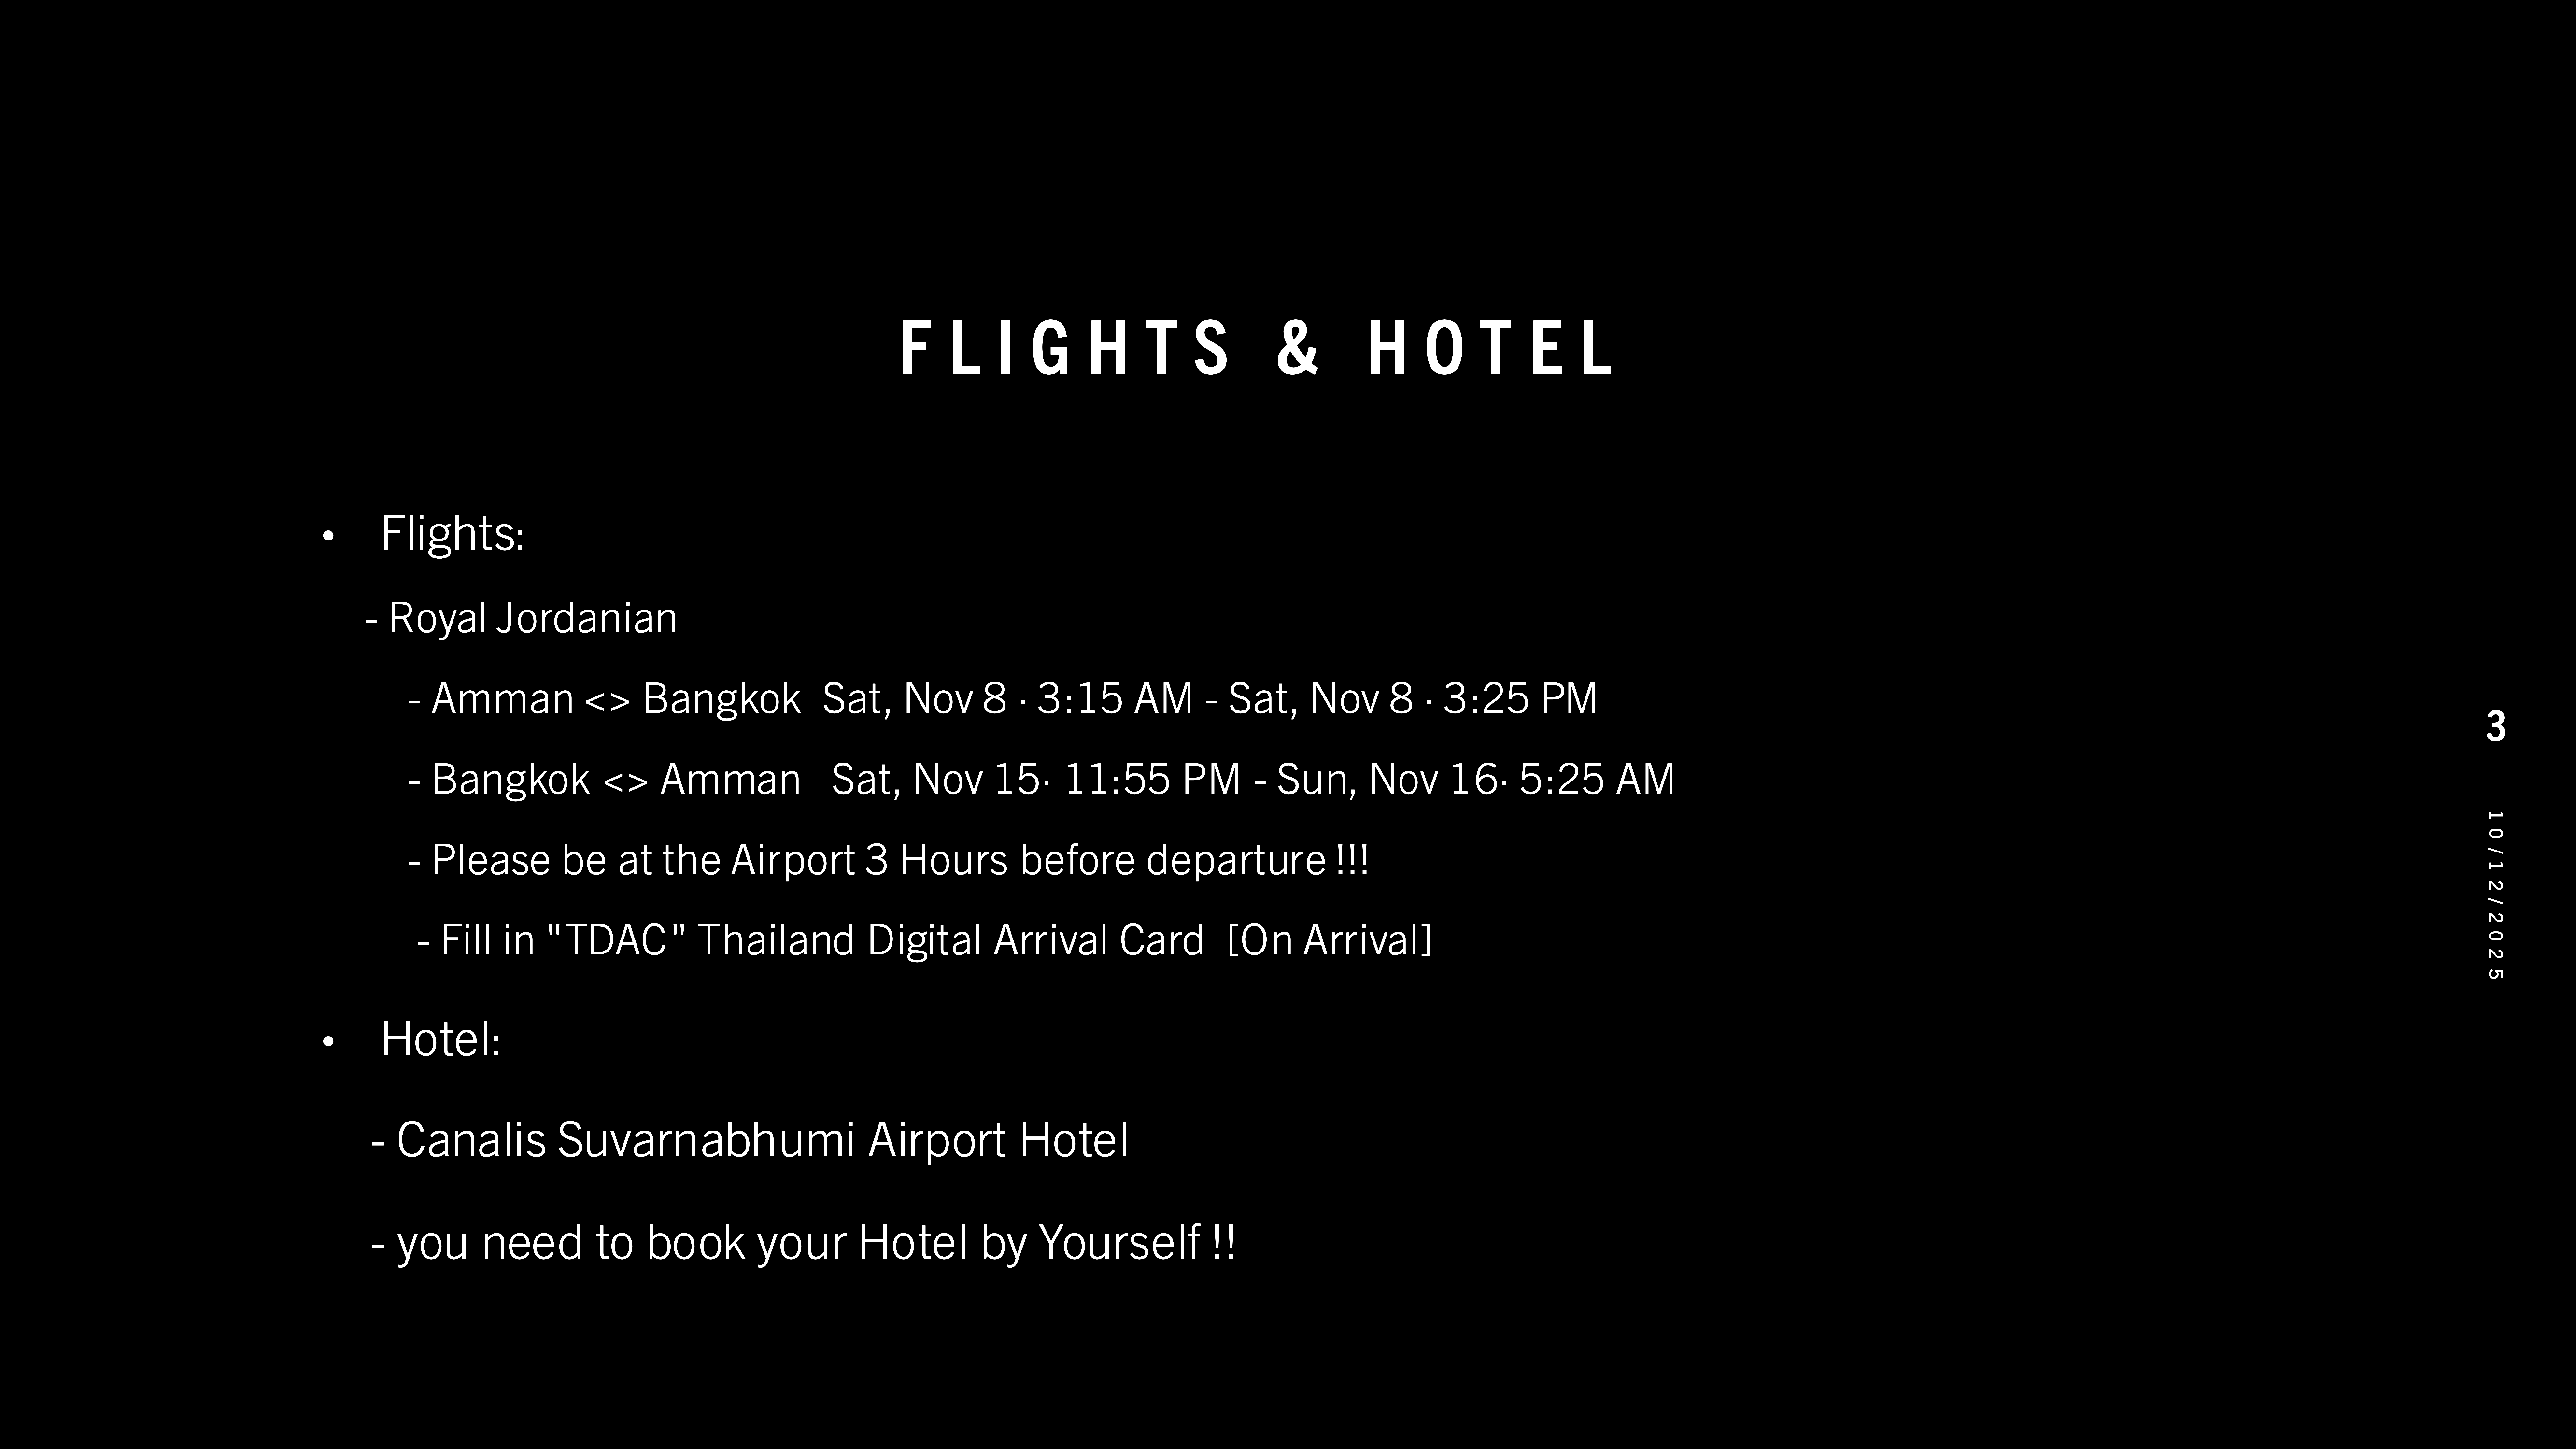 FLIGHTS & HOTEL
• Flights:
- Royal Jordanian
- Amman <> Bangkok  Sat, Nov 8 · 3:15 AM - Sat, Nov 8 · 3:25 PM
- Bangkok <> Amman   Sat, Nov 15· 11:55 PM - Sun, Nov 16· 5:25 AM
- Please be at the Airport 3 Hours before departure !!!
- Fill in "TDAC" Thailand Digital Arrival Card  [On Arrival]
• Hotel:
- Canalis Suvarnabhumi Airport Hotel
- you need to book your Hotel by Yourself !!
3
10/12/2025